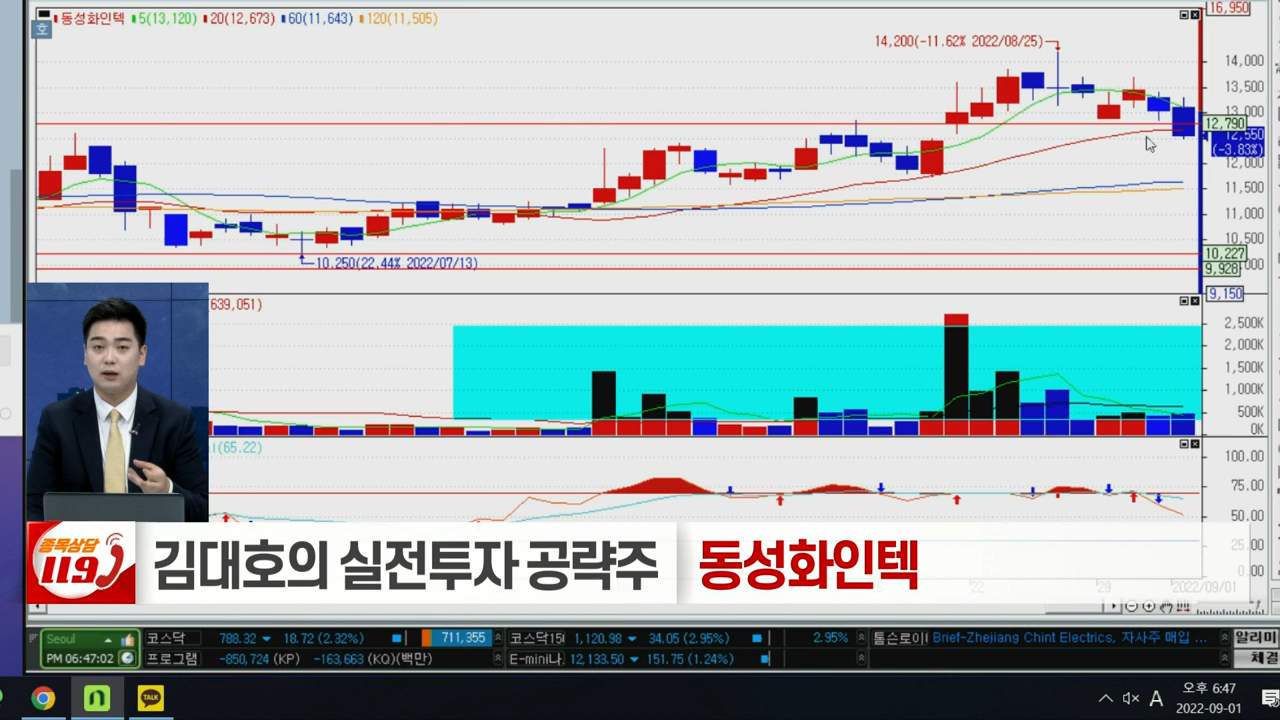 동성화인텍 5(13,120) 20(12,673) 60(11,643) 120(11,505)
호
16,950
14,200(-11.62% 2022/08/25)
14,000
13,500
13,000
12,790
12,550
(-3.83%)
12,000
11,500
11,000
10,500
10,227
9,928
9,150
10,250(22.44% 2022/07/13)
639,051)
2,500K
2,000K
1,500K
1,000K
500K
0K
(65.22)
100.00
75.00
50.00
25.00
0.00
종목상담
119
김대호의 실전투자 공략주 동성화인텍
22 29 2022/09/01
Seoul 코스닥 788.32 18.72 (2.32%) 711,355 코스닥15 1,120.98 34.05 (2.95%) 2.95% 톰슨로이 Brief-Zhejiang Chint Electrics, 자사주 매입 ... 알리미
PM 06:47:02 프로그램 -850,724 (KP) -163,663 (KQ)(백만) E-mini나 12,133.50 151.75 (1.24%) 체결
TALK
A 오후 6:47
2022-09-01